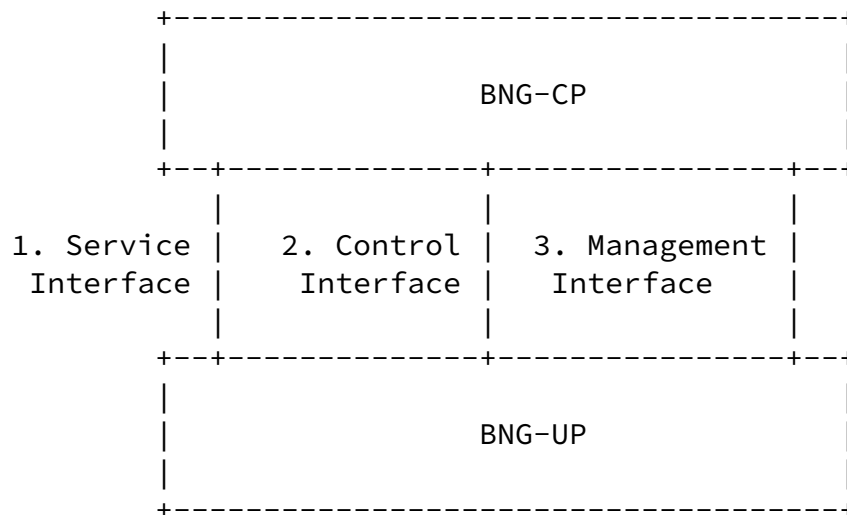 BNG-CP
1. Service 2. Control 3. Management
Interface Interface Interface
BNG-UP